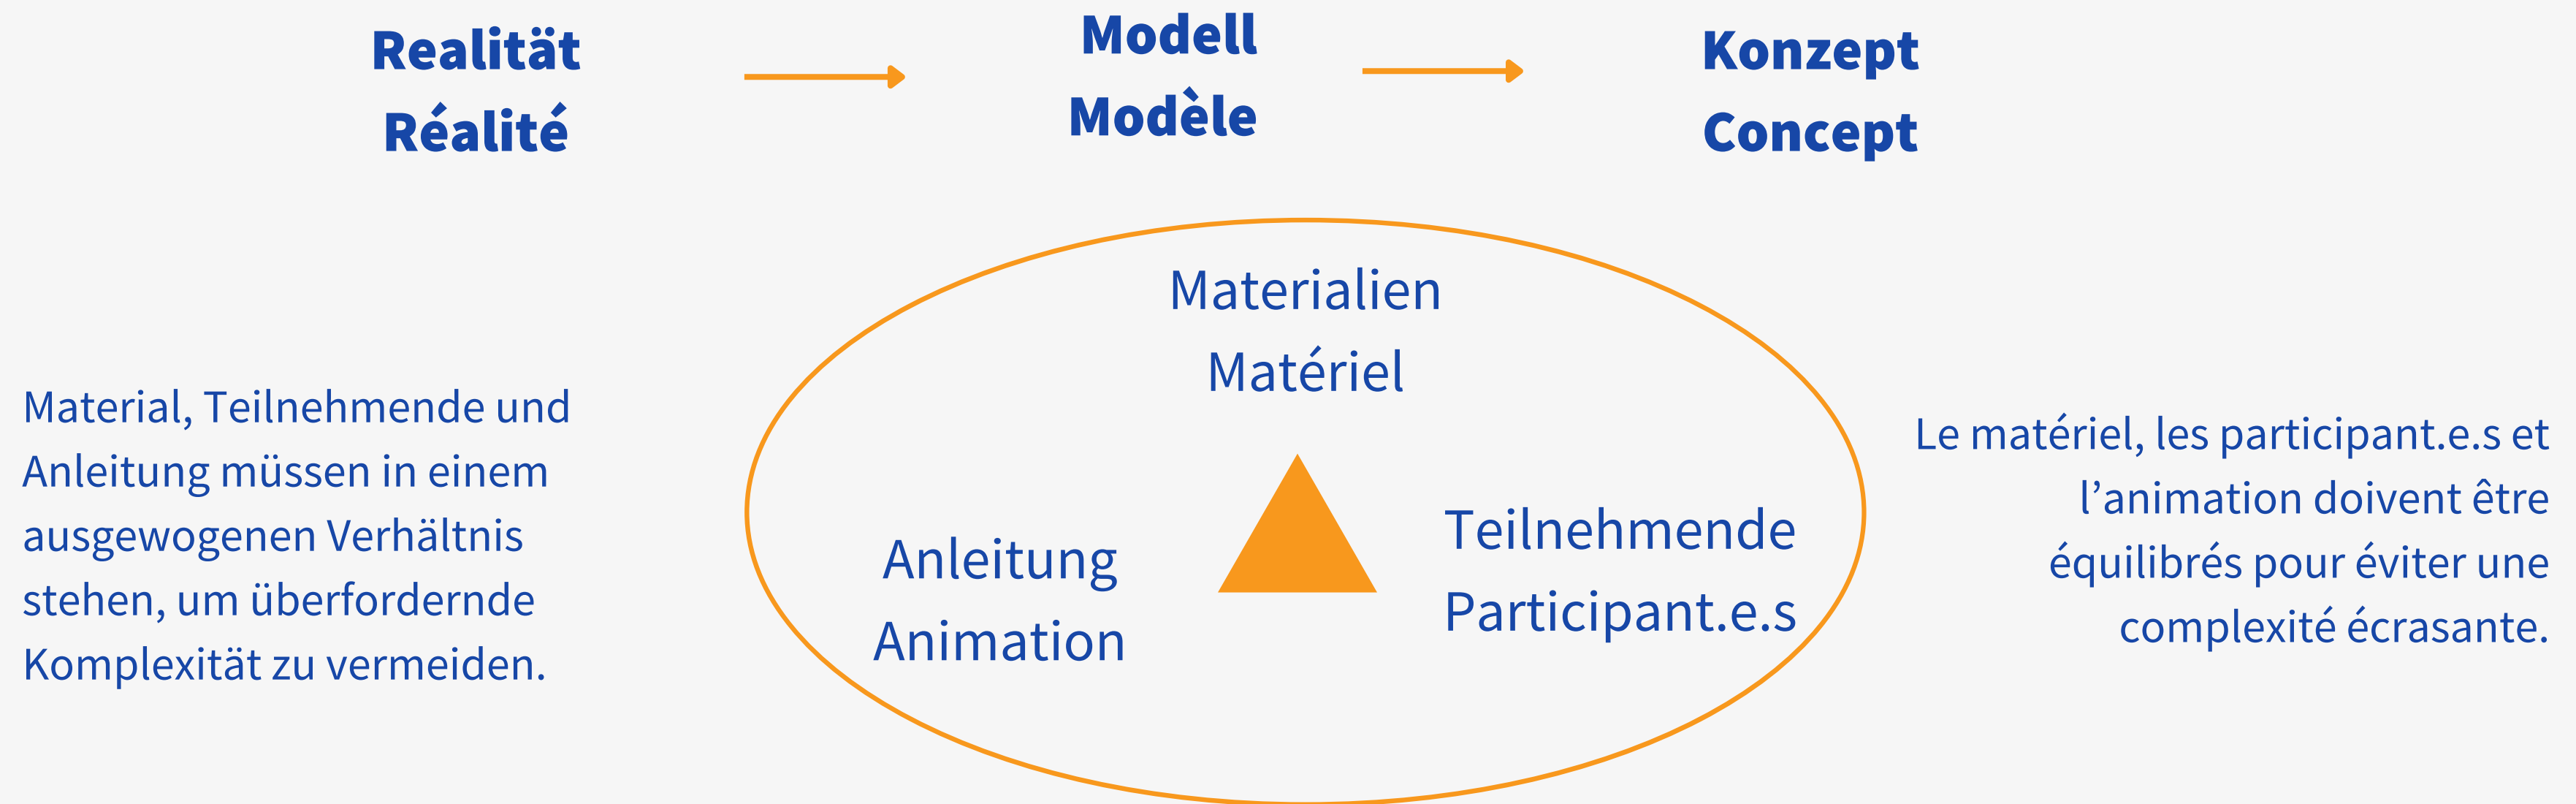 Realität
Réalité
Modell
Modèle
Konzept
Concept
Material, Teilnehmende und
Anleitung müssen in einem
ausgewogenen Verhältnis
stehen, um überfordernde
Komplexität zu vermeiden.
Materialien
Matériel
Anleitung
Animation
Teilnehmende
Participant.e.s
Le matériel, les participant.e.s et
l’animation doivent être
équilibrés pour éviter une
complexité écrasante.